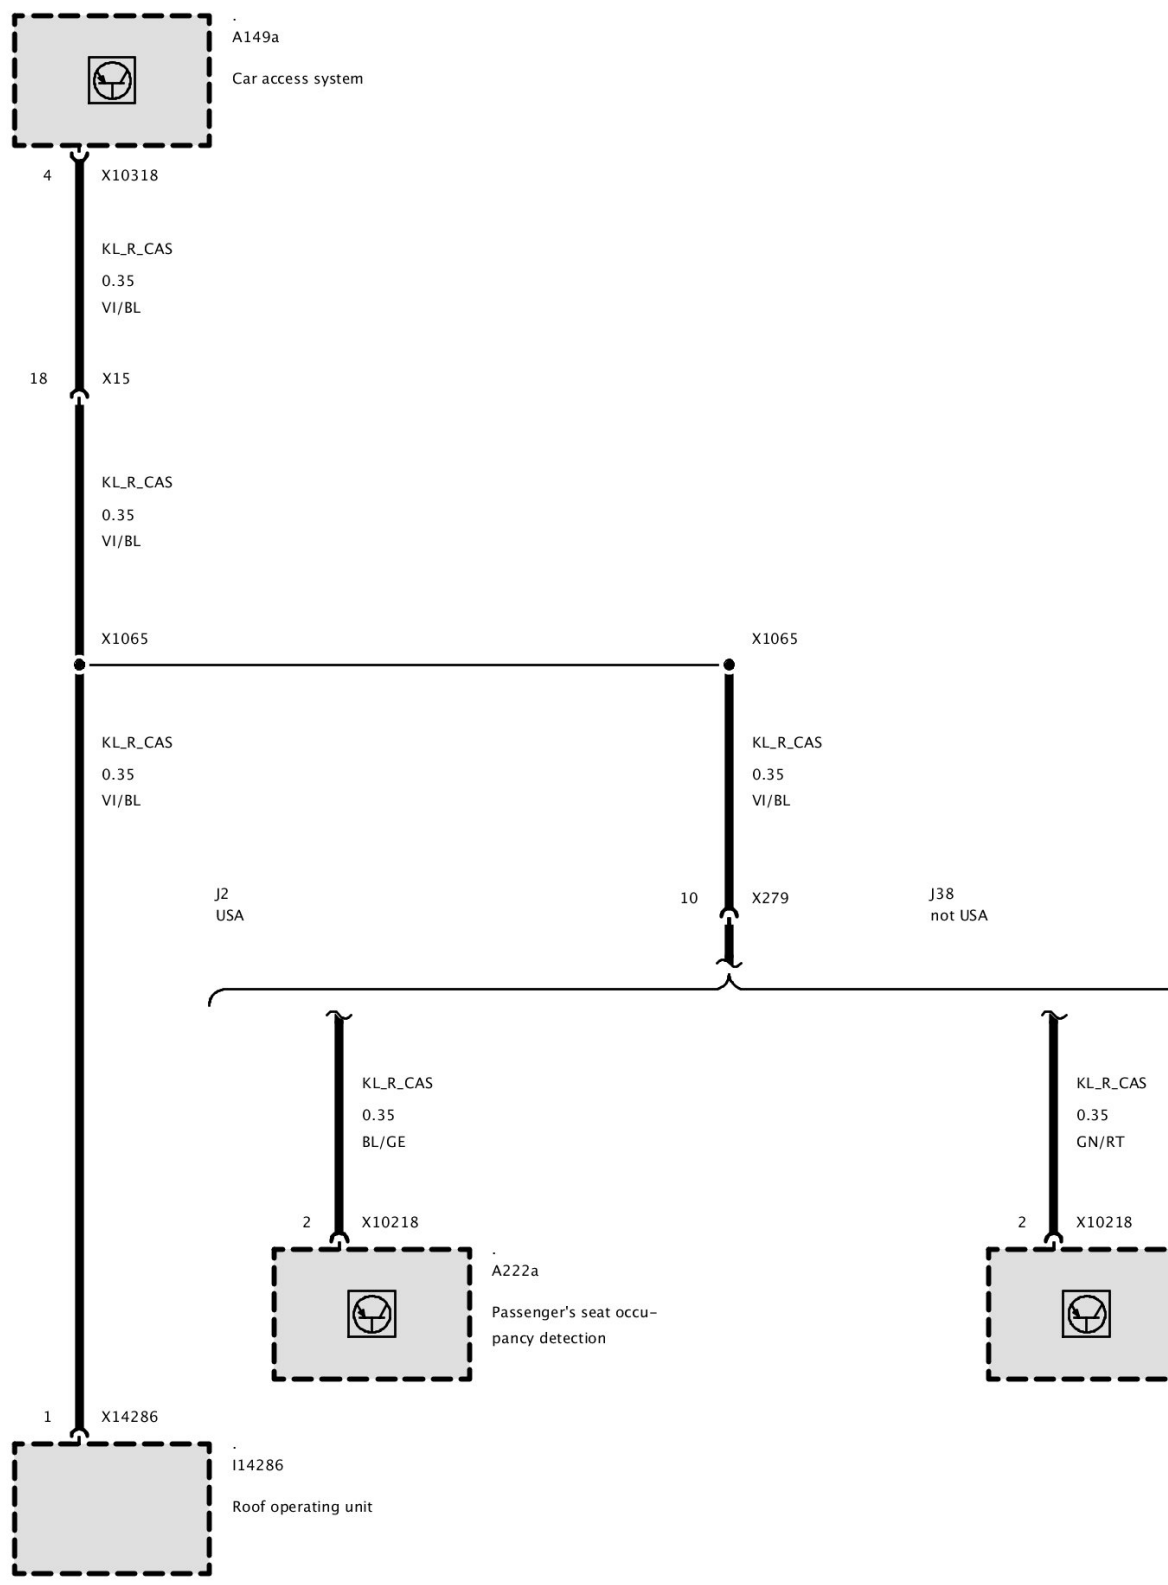 .
A149a
Car access system
4 X10318
KL_R_CAS
0.35
VI/BL
18 X15
KL_R_CAS
0.35
VI/BL
X1065 X1065
KL_R_CAS KL_R_CAS
0.35 0.35
VI/BL VI/BL
J2 10 X279 J38
USA not USA
KL_R_CAS KL_R_CAS
0.35 0.35
BL/GE GN/RT
2 X10218 2 X10218
.
A222a
Passenger's seat occu-
pancy detection
1 X14286
.
I14286
Roof operating unit